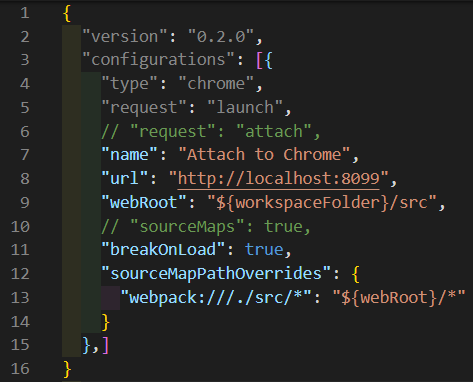 1 {
2 "version": "0.2.0",
3 "configurations": [{
4 "type": "chrome",
5 "request": "launch",
6 // "request": "attach",
7 "name": "Attach to Chrome",
8 "url": "http://localhost:8099",
9 "webRoot": "${workspaceFolder}/src",
10 // "sourceMaps": true,
11 "breakOnLoad": true,
12 "sourceMapPathOverrides": {
13 "webpack:///./src/*": "${webRoot}/*"
14 }
15 },]
16 }